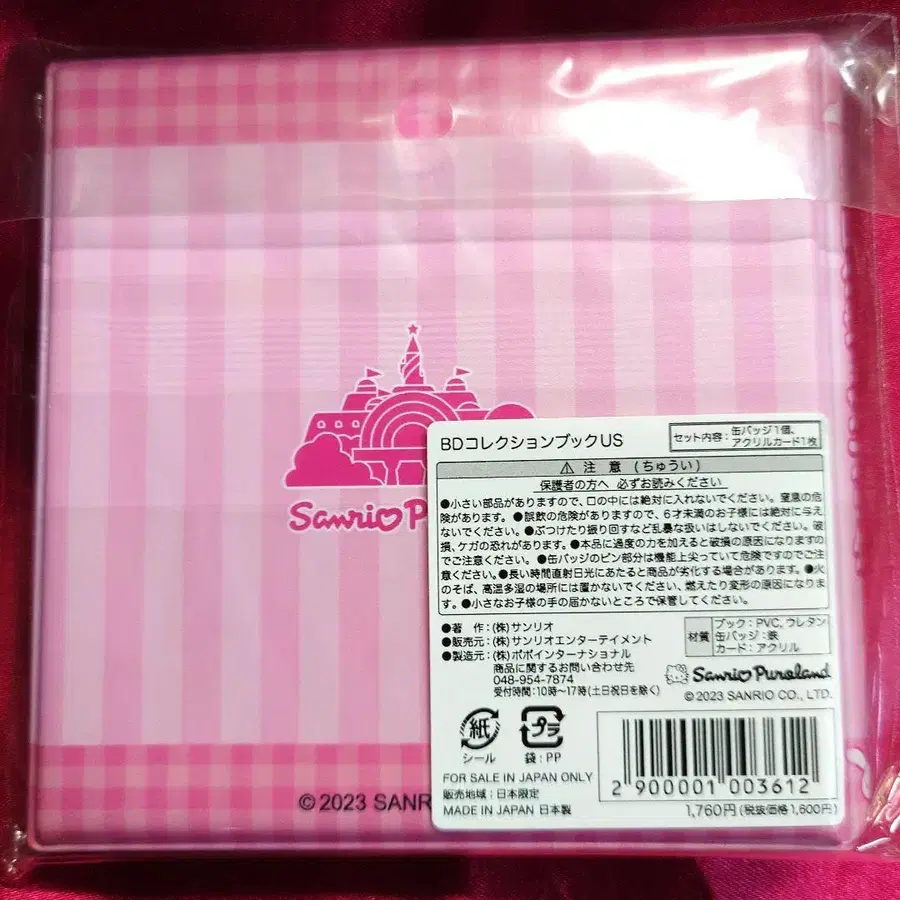 Sanrio P
©2023 SANR
BDコレクションブックUS
セット内容：缶バッジ1個、
アクリルカード1枚
⚠ 注 意 (ちゅうい)
保護者の方へ 必ずお読みください
●小さい部品がありますので、口の中には絶対に入れないでください。窒息の危
険があります。●誤飲の危険がありますので、6才未満のお子様には絶対に与え
ないでください。●ぶつけたり振り回すなど乱暴な扱いはしないでください。破
損、ケガの恐れがあります。●本品に過度の力を加えると破損の原因になりますの
でご注意ください。●缶バッジのピン部分は機能上尖っていて危険ですのでご注
意ください。●長い時間直射日光にあたると商品が劣化する場合があります。●火
のそば、高温多湿の場所には置かないでください、燃えたり変形の原因になりま
す。●小さなお子様の手の届かないところで保管してください。
●著　作：(株)サンリオ
●販売元：(株)サンリオエンターテイメント
●製造元：(株)ポポインターナショナル
商品に関するお問い合わせ先
048-954-7874
受付時間：10時〜17時(土日祝日を除く)
材質
ブック：PVC, ウレタン
缶バッジ：鉄
カード：アクリル
Sanrio Puroland
©2023 SANRIO CO., LTD.
紙
シール
プラ
袋：PP
FOR SALE IN JAPAN ONLY
販売地域：日本限定
MADE IN JAPAN 日本製
2 900001 003612
1,760円(税抜価格1,600円)